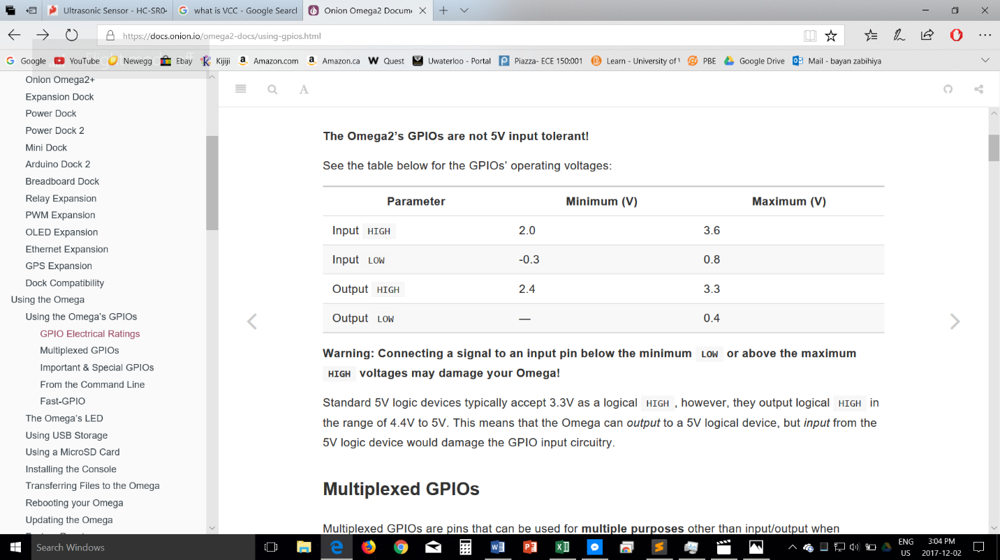 Ultrasonic Sensor - HC-SR04
what is VCC - Google Searcl
Onion Omega2 Docum
https://docs.onion.io/omega2-docs/using-gpios.html
Google
YouTube
Newegg
Ebay
Kijiji
Amazon.com
Amazon.ca
Quest
Uwaterloo - Portal
Piazza- ECE 150:001
Learn - University of
PBE
Google Drive
Mail - bayan zabihiya
Onion Omega2+
Expansion Dock
Power Dock
Power Dock 2
Mini Dock
Arduino Dock 2
Breadboard Dock
Relay Expansion
PWM Expansion
OLED Expansion
Ethernet Expansion
GPS Expansion
Dock Compatibility
Using the Omega
Using the Omega's GPIOs
GPIO Electrical Ratings
Multiplexed GPIOs
Important & Special GPIOs
From the Command Line
Fast-GPIO
The Omega's LED
Using USB Storage
Using a MicroSD Card
Installing the Console
Transferring Files to the Omega
Rebooting your Omega
Updating the Omega
The Omega2's GPIOs are not 5V input tolerant!
See the table below for the GPIOs' operating voltages:
Parameter Minimum (V) Maximum (V)
Input HIGH 2.0 3.6
Input LOW -0.3 0.8
Output HIGH 2.4 3.3
Output LOW — 0.4
Warning: Connecting a signal to an input pin below the minimum LOW or above the maximum
HIGH voltages may damage your Omega!
Standard 5V logic devices typically accept 3.3V as a logical HIGH , however, they output logical HIGH in
the range of 4.4V to 5V. This means that the Omega can output to a 5V logical device, but input from the
5V logic device would damage the GPIO input circuitry.
Multiplexed GPIOs
Multiplexed GPIOs are pins that can be used for multiple purposes other than input/output when
Search Windows
ENG
US
3:04 PM
2017-12-02